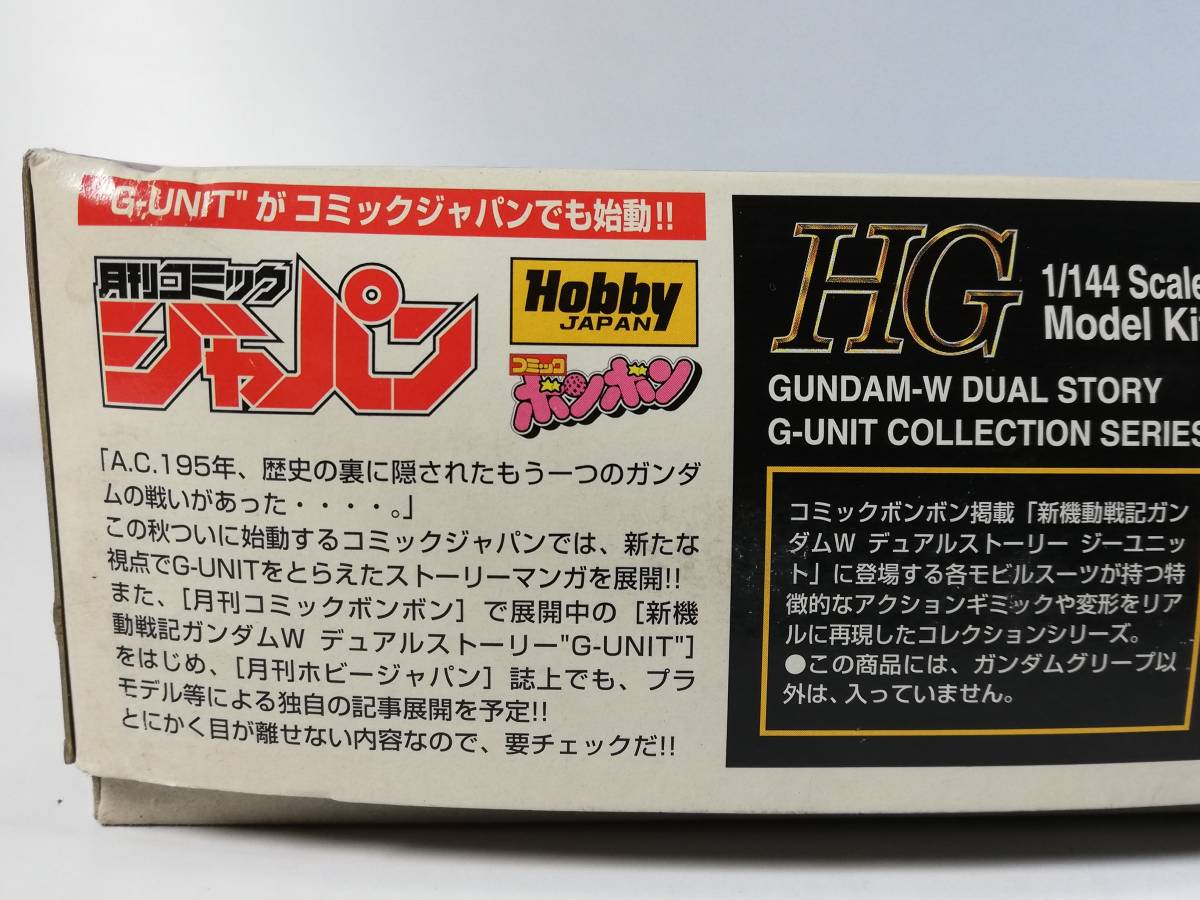 "G-UNIT"が コミックジャパンでも始動!!
月刊コミック
ジャパン
Hobby
JAPAN
コミック
ボンボン
「A.C.195年、歴史の裏に隠されたもう一つのガンダ
ムの戦いがあった・・・・。」
この秋ついに始動するコミックジャパンでは、新たな
視点でG-UNITをとらえたストーリーマンガを展開!!
また、[月刊コミックボンボン]で展開中の[新機
動戦記ガンダムW デュアルストーリー"G-UNIT"]
をはじめ、[月刊ホビージャパン]誌上でも、プラ
モデル等による独自の記事展開を予定!!
とにかく目が離せない内容なので、要チェックだ!!
HG
1/144 Scale
Model Kit
GUNDAM-W DUAL STORY
G-UNIT COLLECTION SERIES
コミックボンボン掲載「新機動戦記ガン
ダムW デュアルストーリー ジーユニッ
ト」に登場する各モビルスーツが持つ特
徴的なアクションギミックや変形をリア
ルに再現したコレクションシリーズ。
●この商品には、ガンダムグリープ以
外は、入っていません。